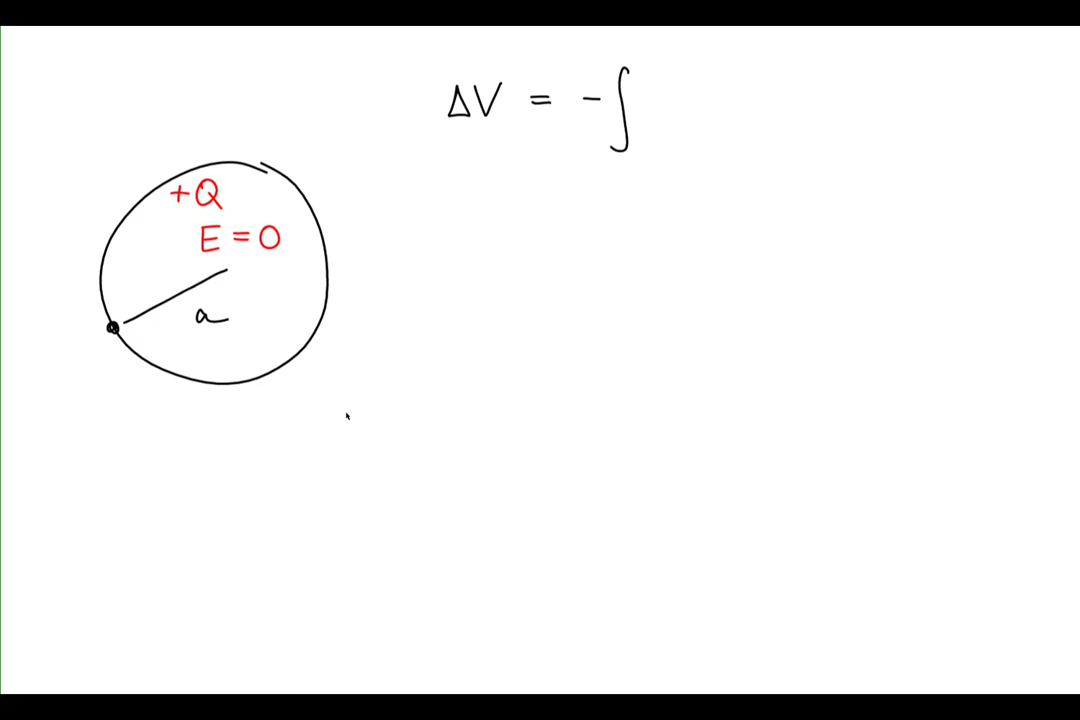 ΔV = -∫
+Q
E = 0
a